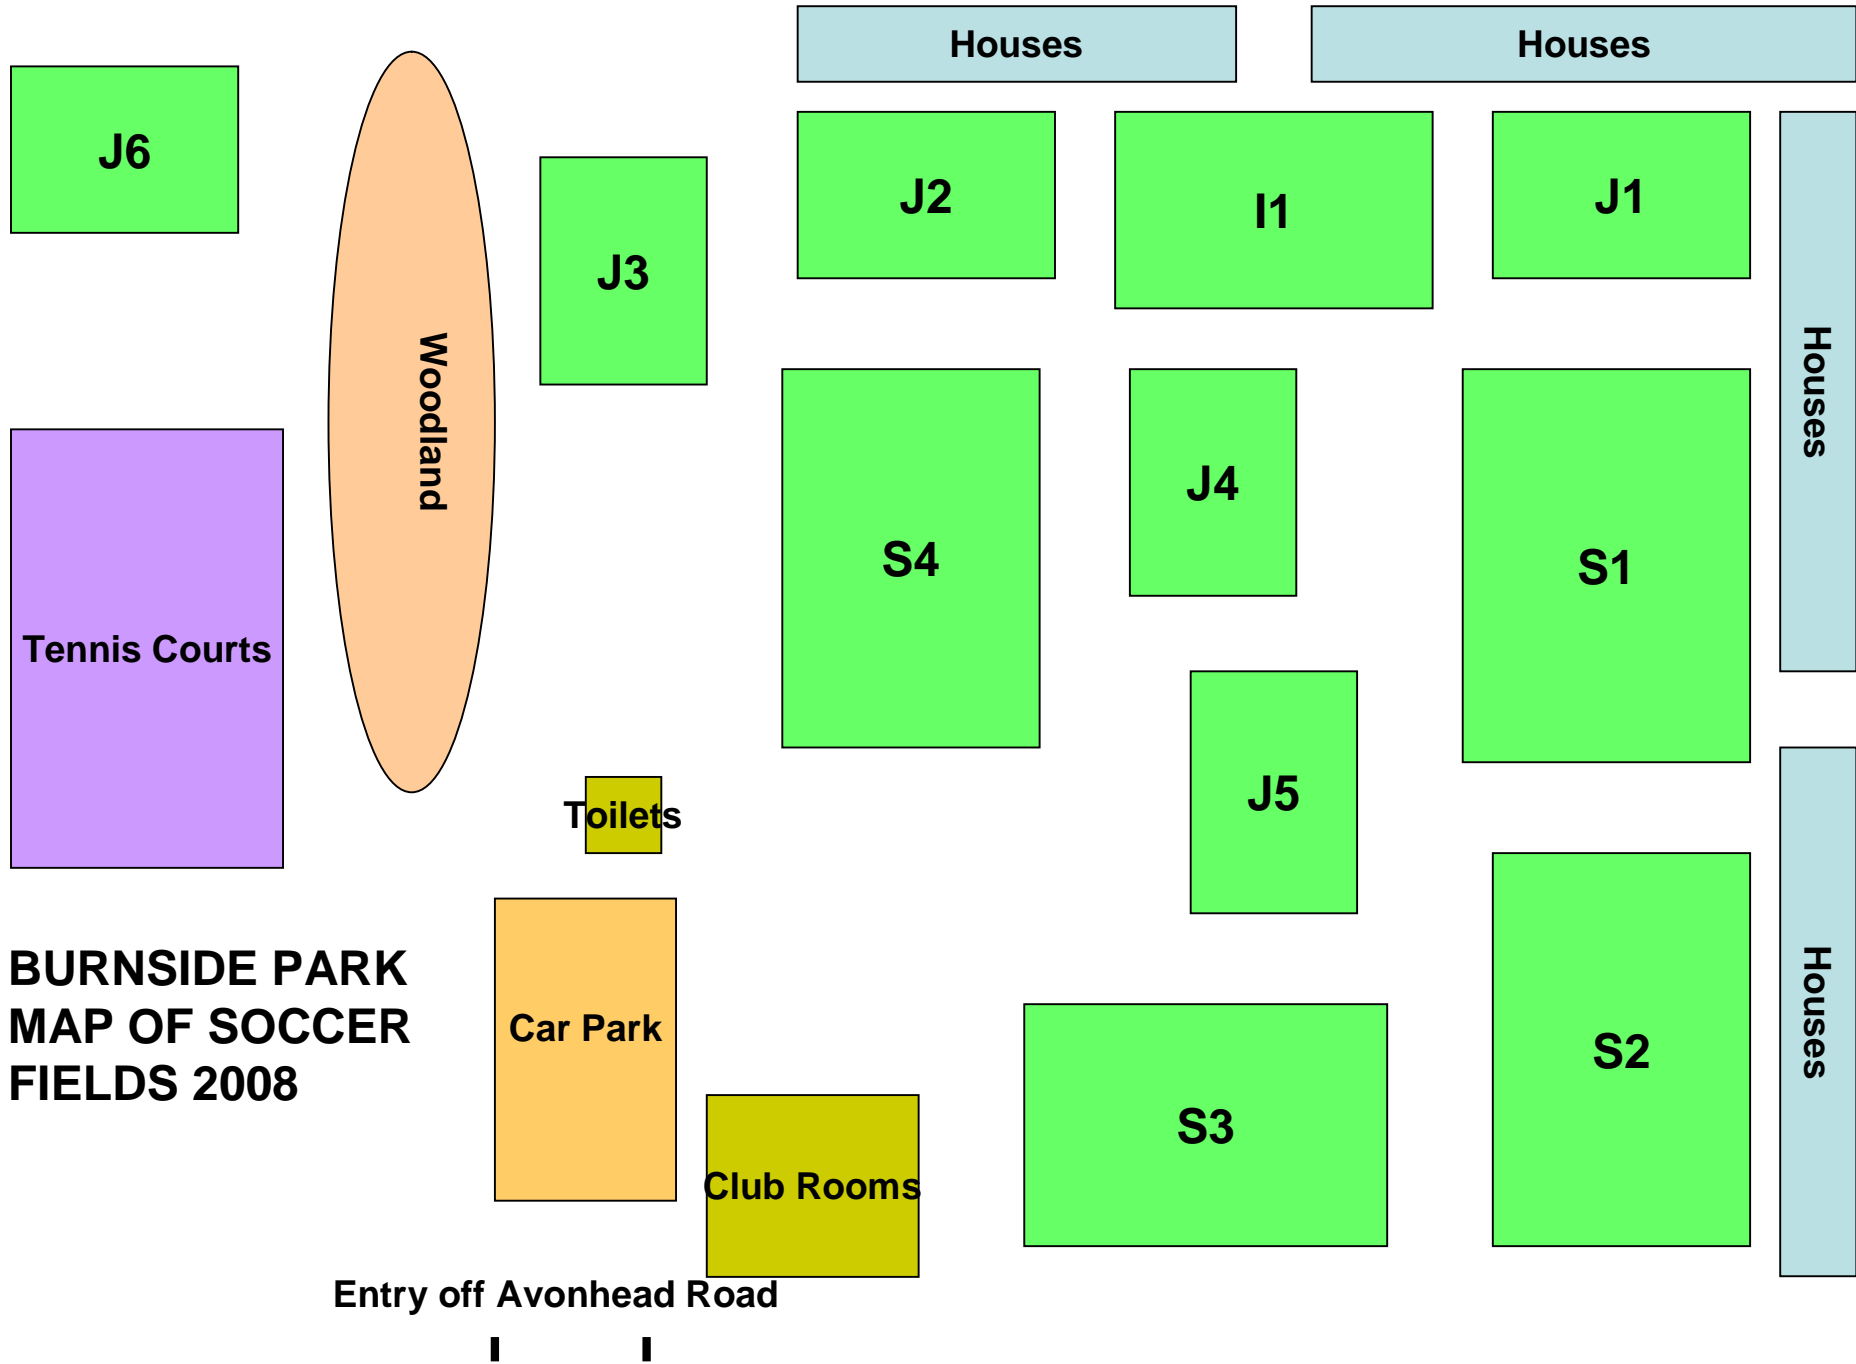 Houses
Houses
J6
J2
I1
J1
J3
Houses
Woodland
J4
S4
S1
Tennis Courts
J5
Toilets
BURNSIDE PARK
MAP OF SOCCER
FIELDS 2008
Car Park
Houses
S2
S3
Club Rooms
Entry off Avonhead Road